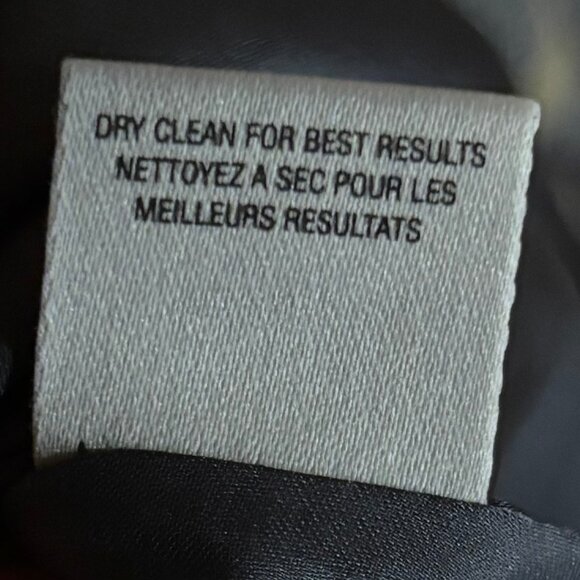 DRY CLEAN FOR BEST RESULTS
NETTOYEZ A SEC POUR LES
MEILLEURS RESULTATS